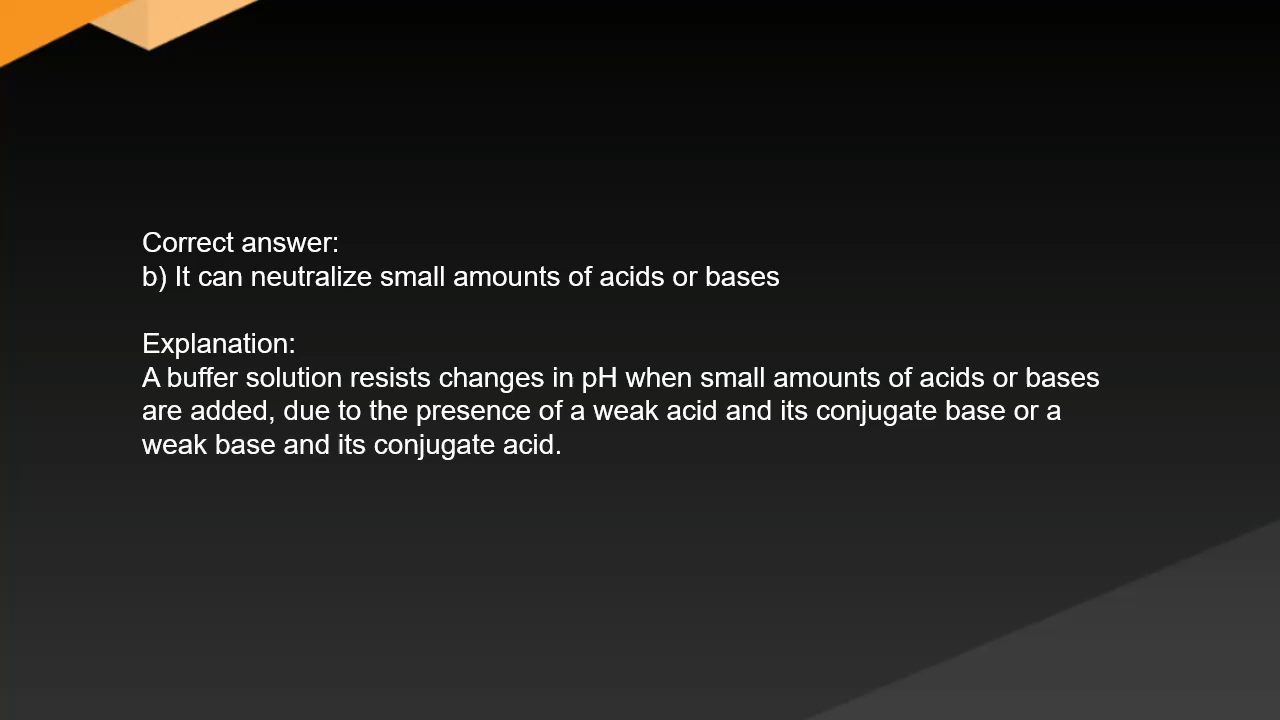 Correct answer:
b) It can neutralize small amounts of acids or bases
Explanation:
A buffer solution resists changes in pH when small amounts of acids or bases
are added, due to the presence of a weak acid and its conjugate base or a
weak base and its conjugate acid.